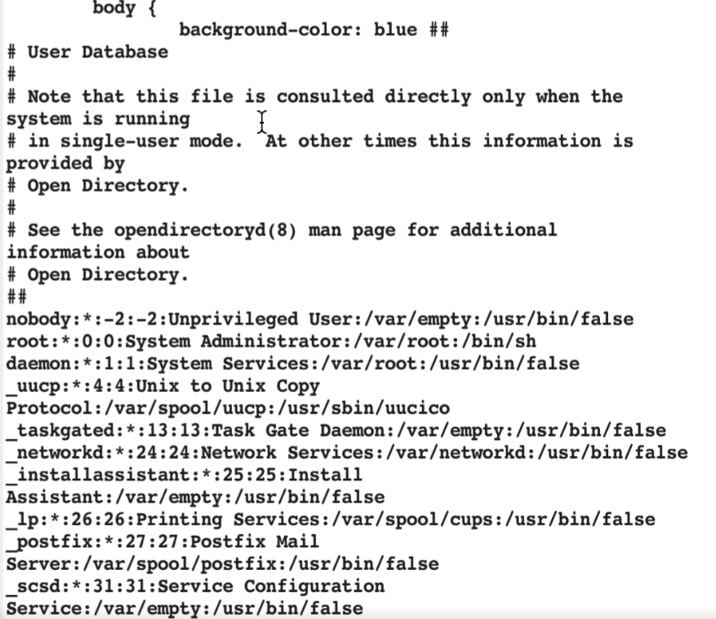 body {
background-color: blue ##
# User Database
#
# Note that this file is consulted directly only when the
system is running
# in single-user mode.  At other times this information is
provided by
# Open Directory.
#
# See the opendirectoryd(8) man page for additional
information about
# Open Directory.
##
nobody:*:-2:-2:Unprivileged User:/var/empty:/usr/bin/false
root:*:0:0:System Administrator:/var/root:/bin/sh
daemon:*:1:1:System Services:/var/root:/usr/bin/false
_uucp:*:4:4:Unix to Unix Copy
Protocol:/var/spool/uucp:/usr/sbin/uucico
_taskgated:*:13:13:Task Gate Daemon:/var/empty:/usr/bin/false
_networkd:*:24:24:Network Services:/var/networkd:/usr/bin/false
_installassistant:*:25:25:Install
Assistant:/var/empty:/usr/bin/false
_lp:*:26:26:Printing Services:/var/spool/cups:/usr/bin/false
_postfix:*:27:27:Postfix Mail
Server:/var/spool/postfix:/usr/bin/false
_scsd:*:31:31:Service Configuration
Service:/var/empty:/usr/bin/false